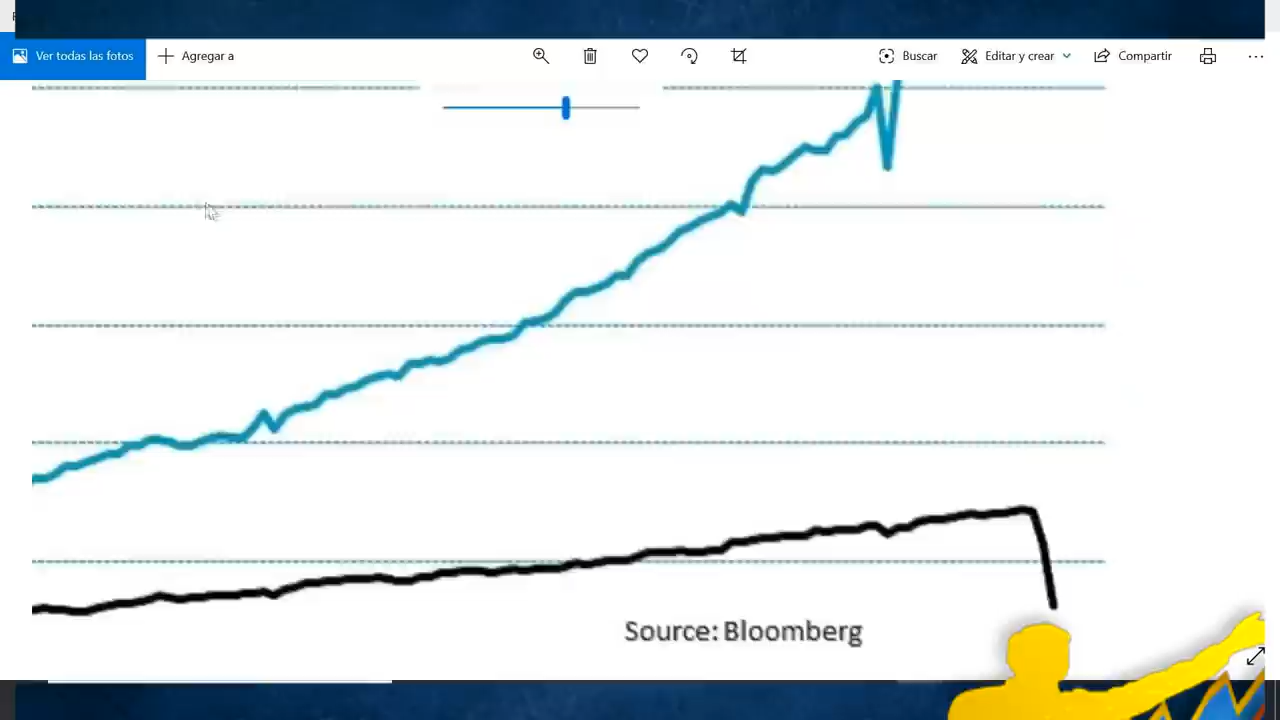 Ver todas las fotos
Agregar a
Buscar
Editar y crear
Compartir
Source: Bloomberg